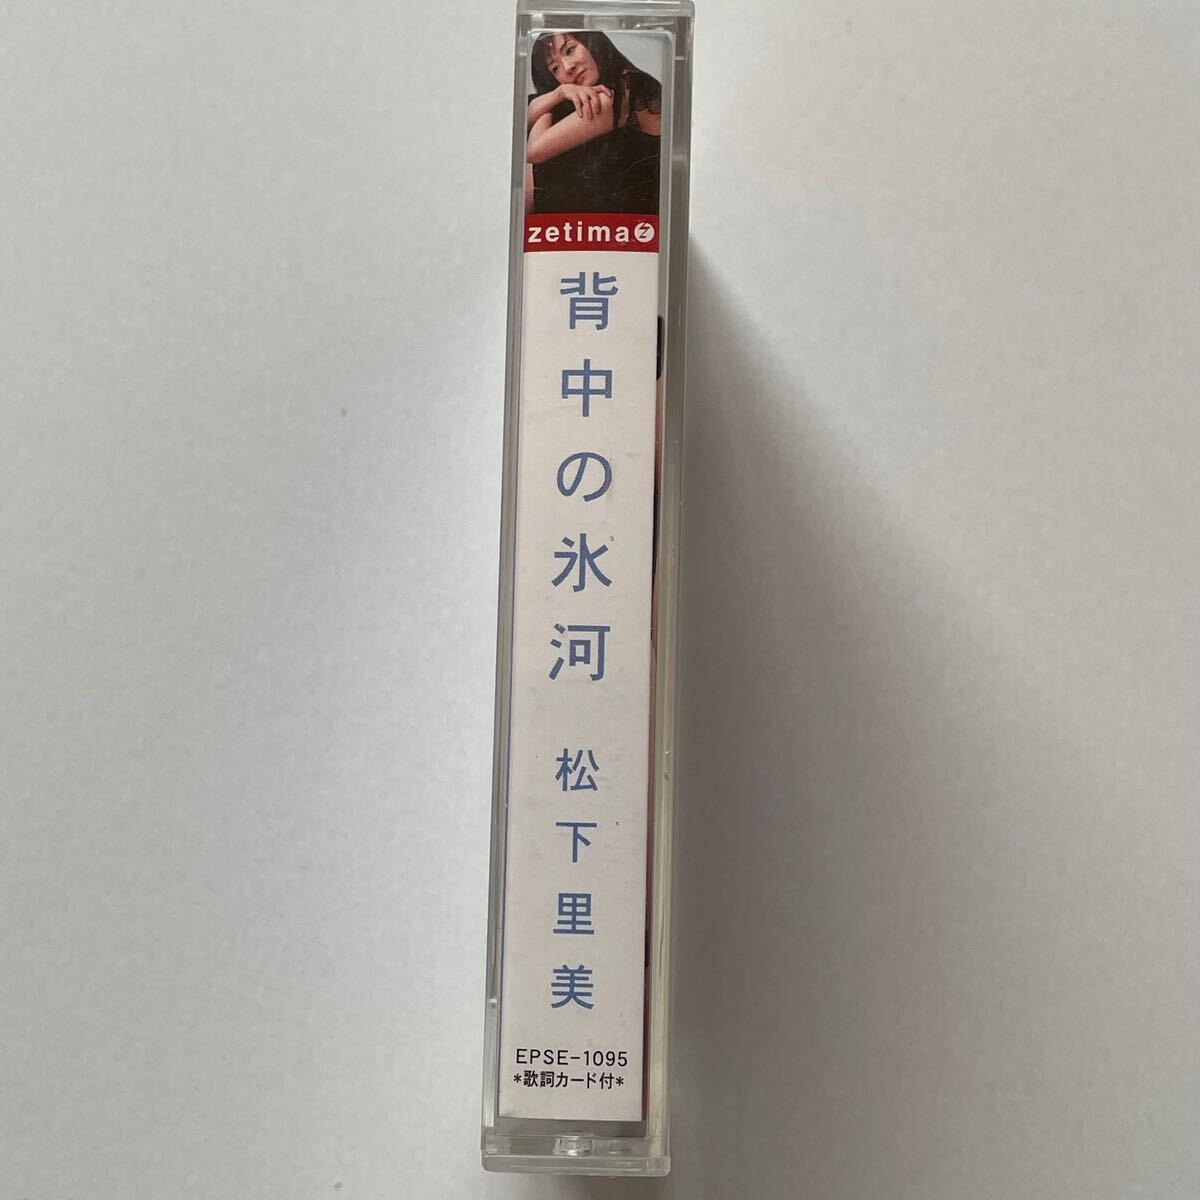 zetima
背中の氷河
松下里美
EPSE-1095
*歌詞カード付*